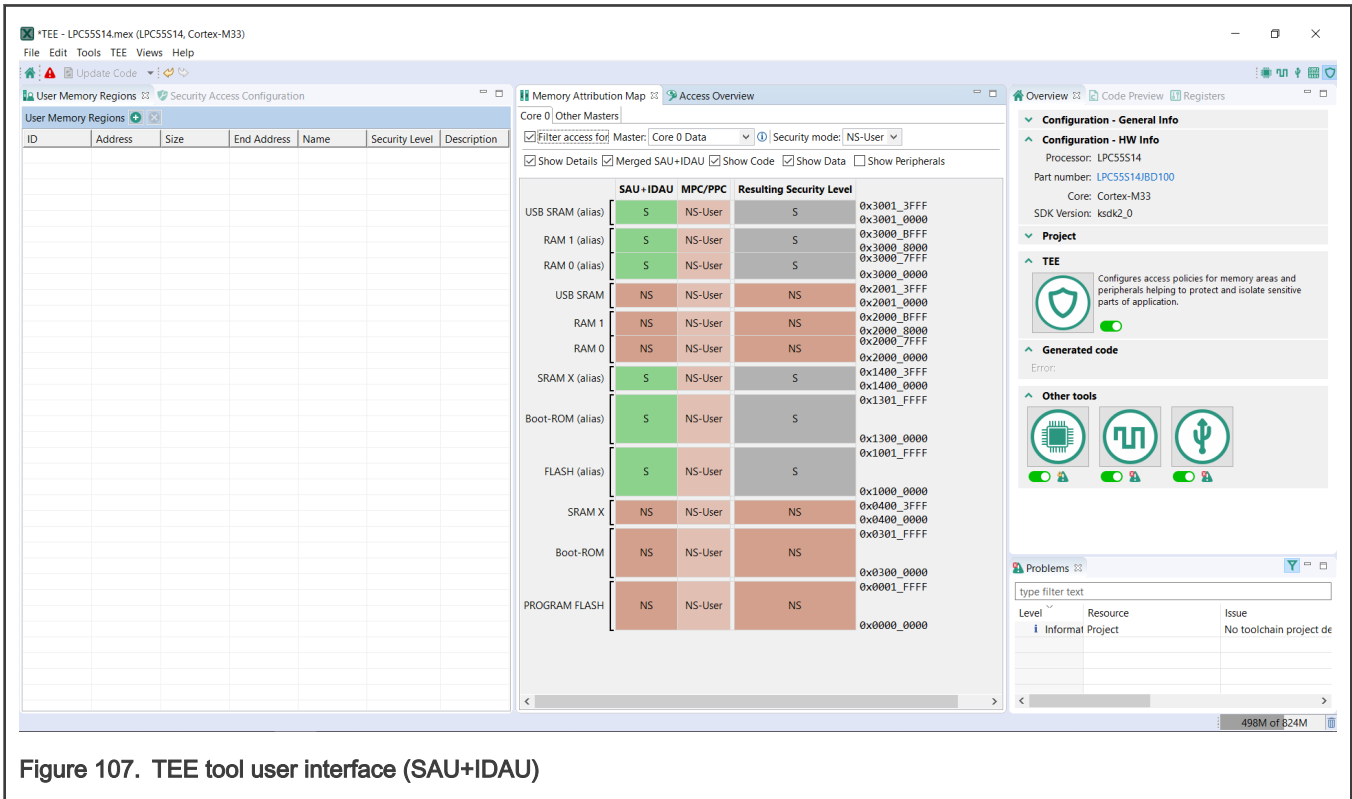 *TEE - LPC55S14.mex (LPC55S14, Cortex-M33)
File Edit Tools TEE Views Help
Update Code
User Memory Regions Security Access Configuration
User Memory Regions
ID Address Size End Address Name Security Level Description
Memory Attribution Map Access Overview
Core 0 Other Masters
Filter access for Master: Core 0 Data Security mode: NS-User
Show Details Merged SAU+IDAU Show Code Show Data Show Peripherals
SAU+IDAU MPC/PPC Resulting Security Level
USB SRAM (alias) S NS-User S 0x3001_3FFF
0x3001_0000
RAM 1 (alias) S NS-User S 0x3000_BFFF
0x3000_8000
RAM 0 (alias) S NS-User S 0x3000_7FFF
0x3000_0000
USB SRAM NS NS-User NS 0x2001_3FFF
0x2001_0000
RAM 1 NS NS-User NS 0x2000_BFFF
0x2000_8000
RAM 0 NS NS-User NS 0x2000_7FFF
0x2000_0000
SRAM X (alias) S NS-User S 0x1400_3FFF
0x1400_0000
Boot-ROM (alias) S NS-User S 0x1301_FFFF
0x1300_0000
FLASH (alias) S NS-User S 0x1001_FFFF
0x1000_0000
SRAM X NS NS-User NS 0x0400_3FFF
0x0400_0000
Boot-ROM NS NS-User NS 0x0301_FFFF
0x0300_0000
PROGRAM FLASH NS NS-User NS 0x0001_FFFF
0x0000_0000
Overview Code Preview Registers
Configuration - General Info
Configuration - HW Info
Processor: LPC55S14
Part number: LPC55S14JBD100
Core: Cortex-M33
SDK Version: ksdk2_0
Project
TEE
Configures access policies for memory areas and
peripherals helping to protect and isolate sensitive
parts of application.
Generated code
Error:
Other tools
Problems
type filter text
Level Resource Issue
Informat Project No toolchain project de
498M of 824M
Figure 107. TEE tool user interface (SAU+IDAU)